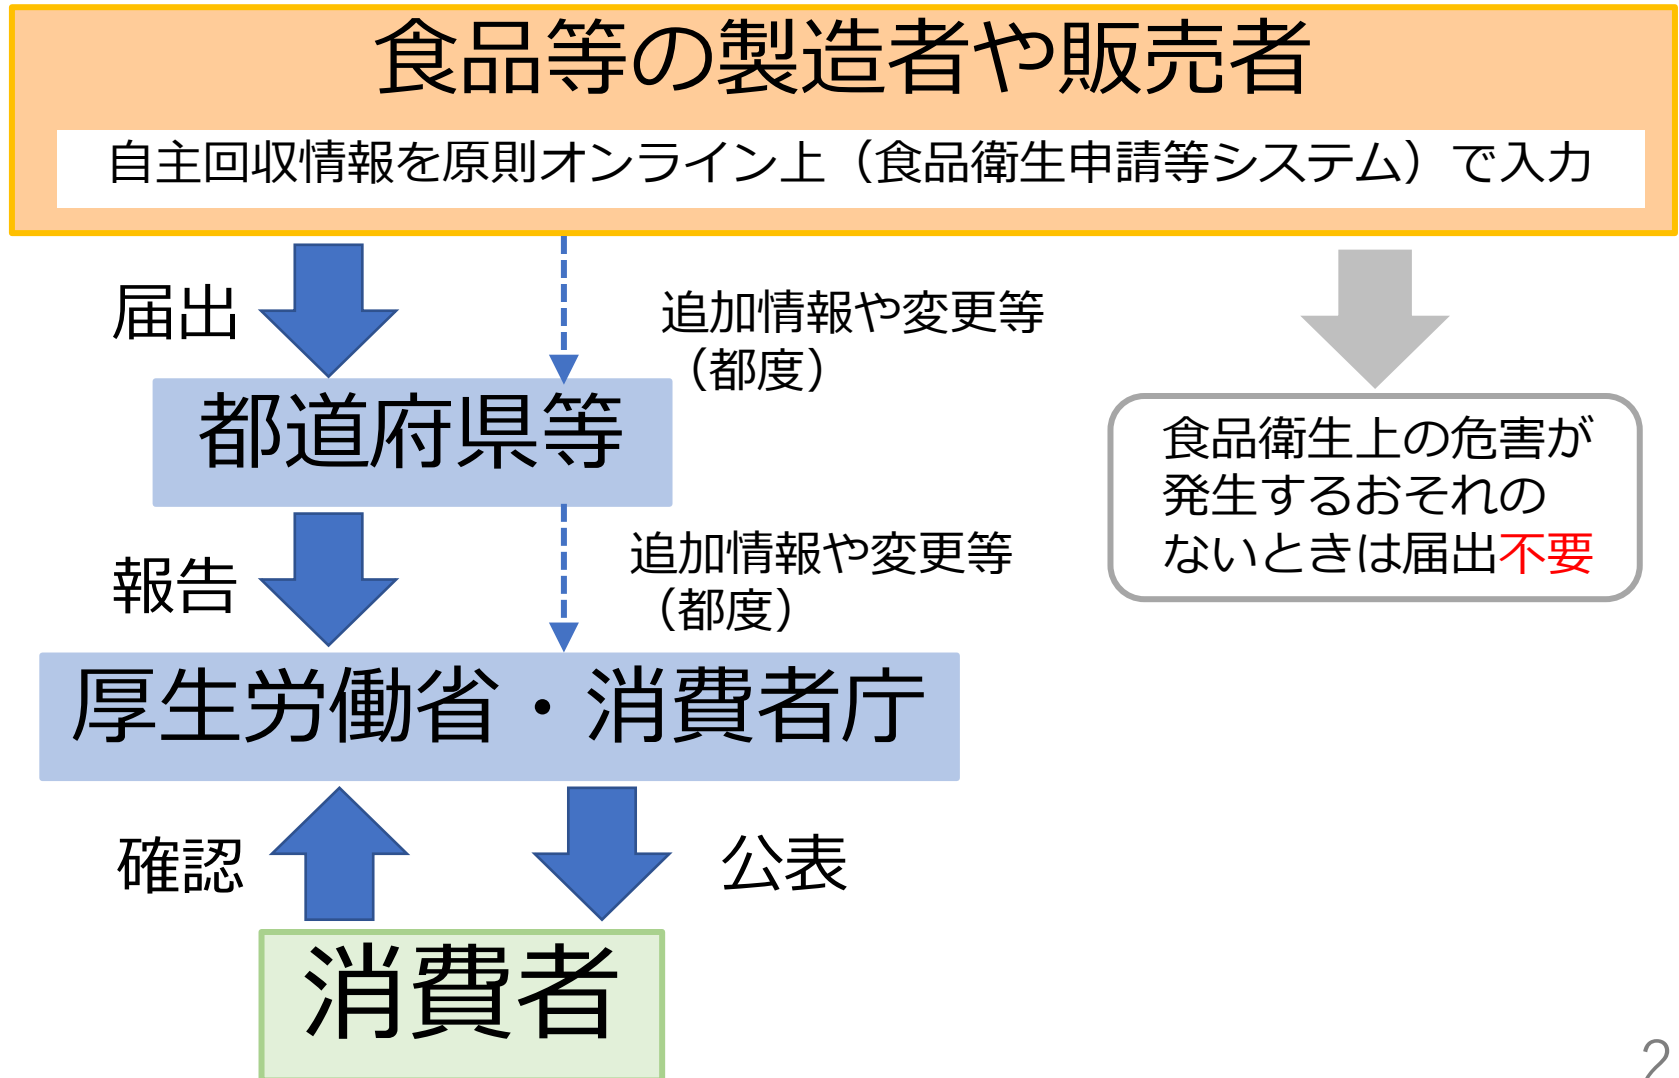 食品等の製造者や販売者
自主回収情報を原則オンライン上（食品衛生申請等システム）で入力
届出
追加情報や変更等
（都度）
都道府県等
食品衛生上の危害が
発生するおそれの
ないときは届出不要
報告
追加情報や変更等
（都度）
厚生労働省・消費者庁
確認
公表
消費者
2